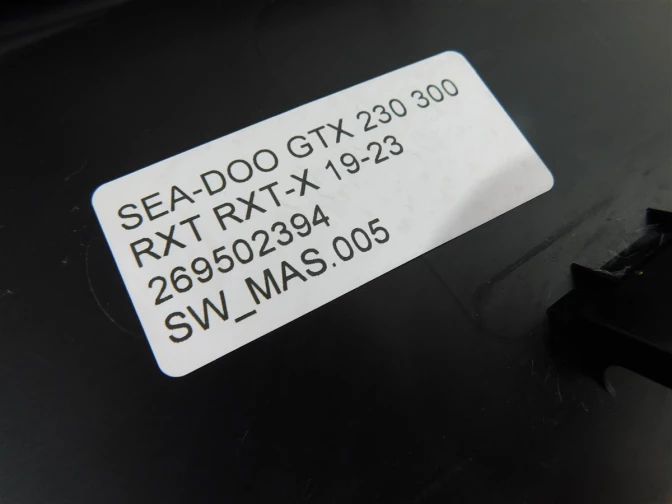 SEA-DOO GTX 230 300
RXT RXT-X 19-23
269502394
SW_MAS.005